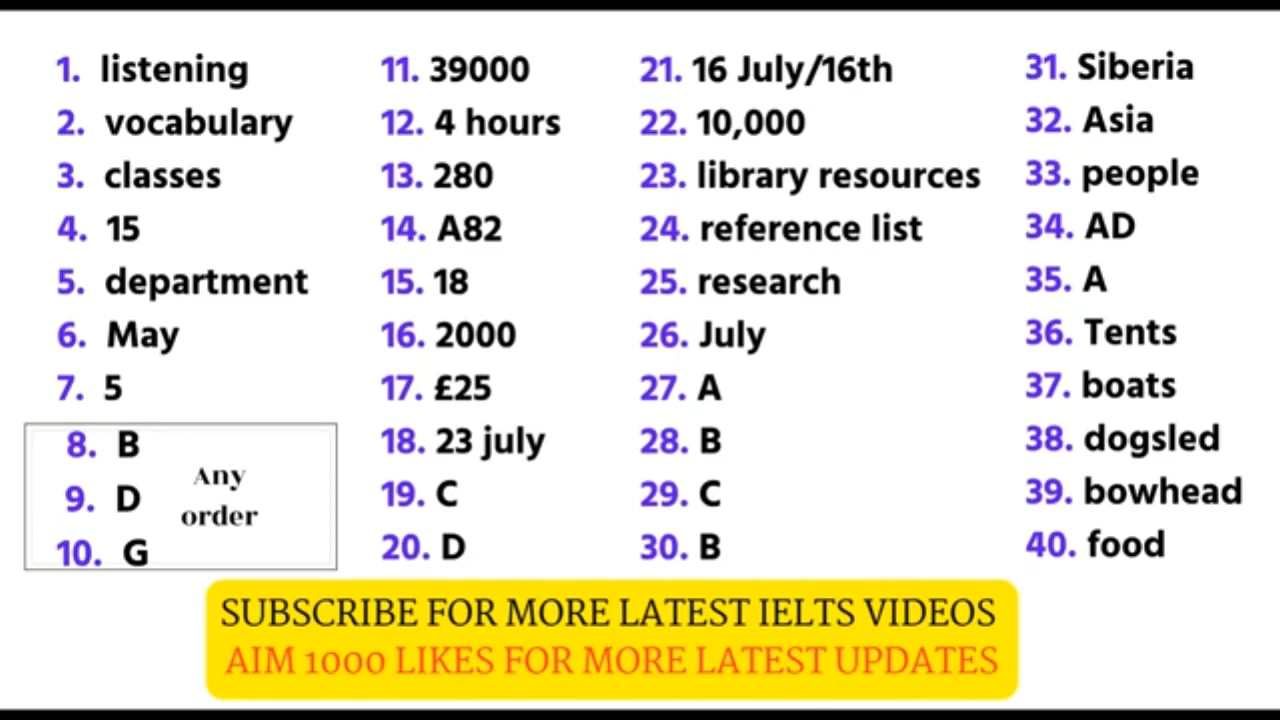 1. listening
2. vocabulary
3. classes
4. 15
5. department
6. May
7. 5
8. B
9. D
10. G
Any
order
11. 39000
12. 4 hours
13. 280
14. A82
15. 18
16. 2000
17. £25
18. 23 july
19. C
20. D
21. 16 July/16th
22. 10,000
23. library resources
24. reference list
25. research
26. July
27. A
28. B
29. C
30. B
31. Siberia
32. Asia
33. people
34. AD
35. A
36. Tents
37. boats
38. dogsled
39. bowhead
40. food
SUBSCRIBE FOR MORE LATEST IELTS VIDEOS
AIM 1000 LIKES FOR MORE LATEST UPDATES